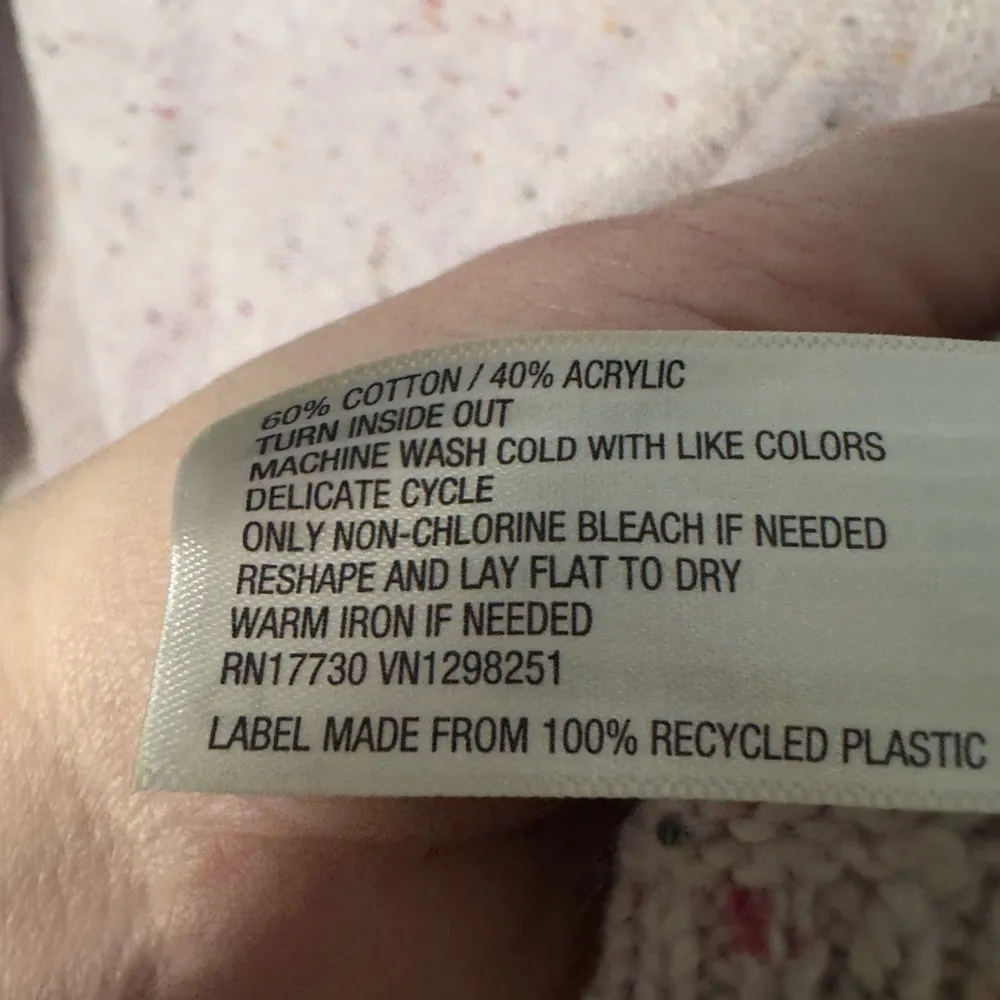 60% COTTON / 40% ACRYLIC
TURN INSIDE OUT
MACHINE WASH COLD WITH LIKE COLORS
DELICATE CYCLE
ONLY NON-CHLORINE BLEACH IF NEEDED
RESHAPE AND LAY FLAT TO DRY
WARM IRON IF NEEDED
RN17730 VN1298251
LABEL MADE FROM 100% RECYCLED PLASTIC